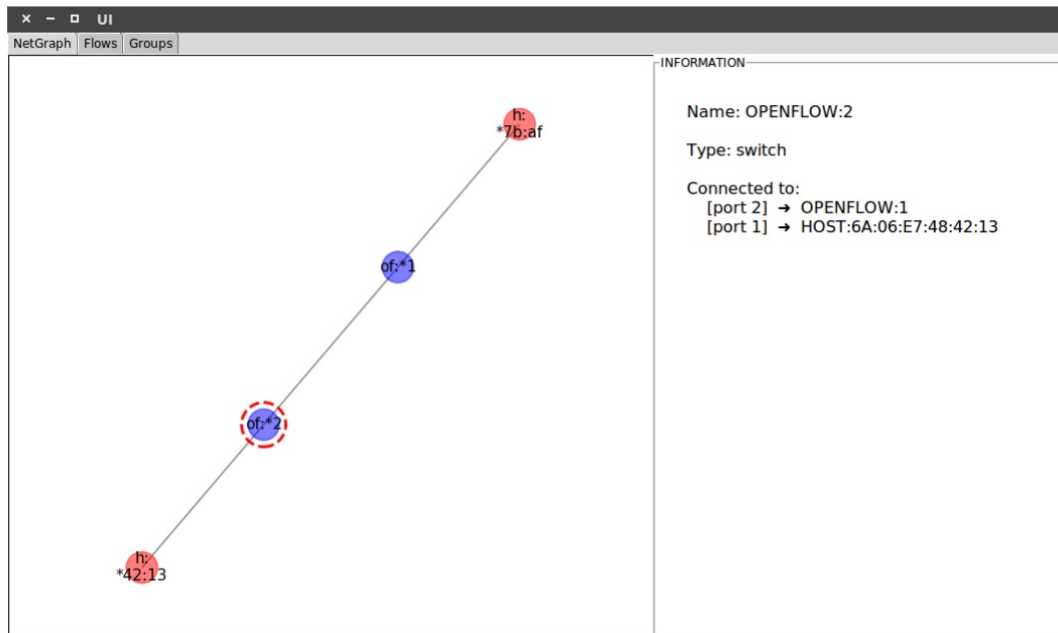 UI
NetGraph Flows Groups
INFORMATION
h:
*7b:af
of:*1
of:*2
h:
*42:13
Name: OPENFLOW:2
Type: switch
Connected to:
[port 2] ➔ OPENFLOW:1
[port 1] ➔ HOST:6A:06:E7:48:42:13